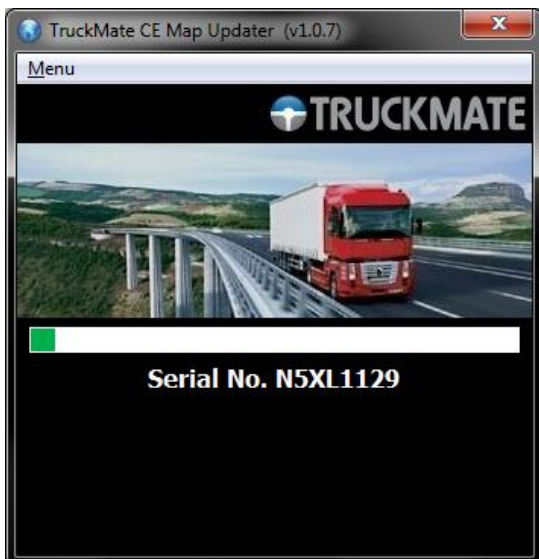 TruckMate CE Map Updater (v1.0.7)
Menu
TRUCKMATE
Serial No. N5XL1129